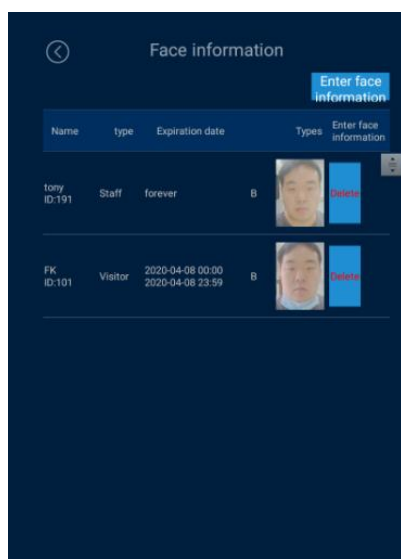 Face information
Enter face
information
Name type Expiration date Types Enter face
information
tony
ID:191 Staff forever B Delete
FK
ID:101 Visitor 2020-04-08 00:00
2020-04-08 23:59 B Delete